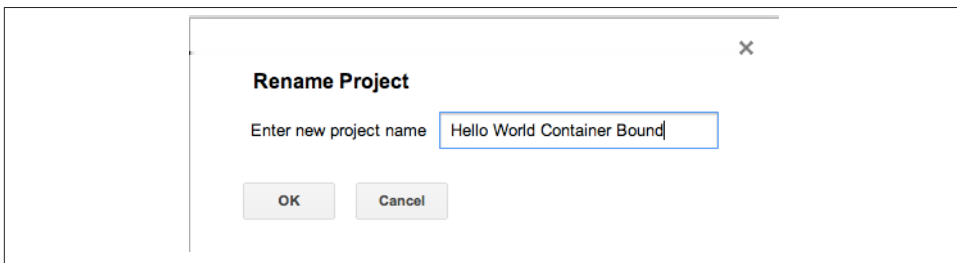 Rename Project
Enter new project name Hello World Container Bound
OK Cancel